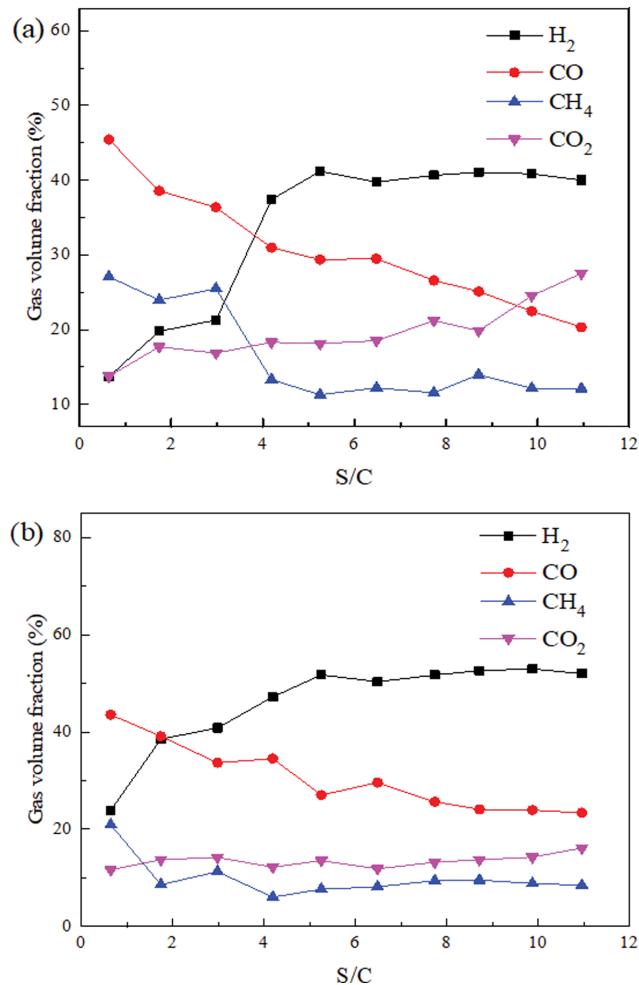 (a)
60
50
40
30
20
10
Gas volume fraction (%)
H₂
CO
CH₄
CO₂
0 2 4 6 8 10 12
S/C
(b)
80
60
40
20
0
Gas volume fraction (%)
H₂
CO
CH₄
CO₂
0 2 4 6 8 10 12
S/C